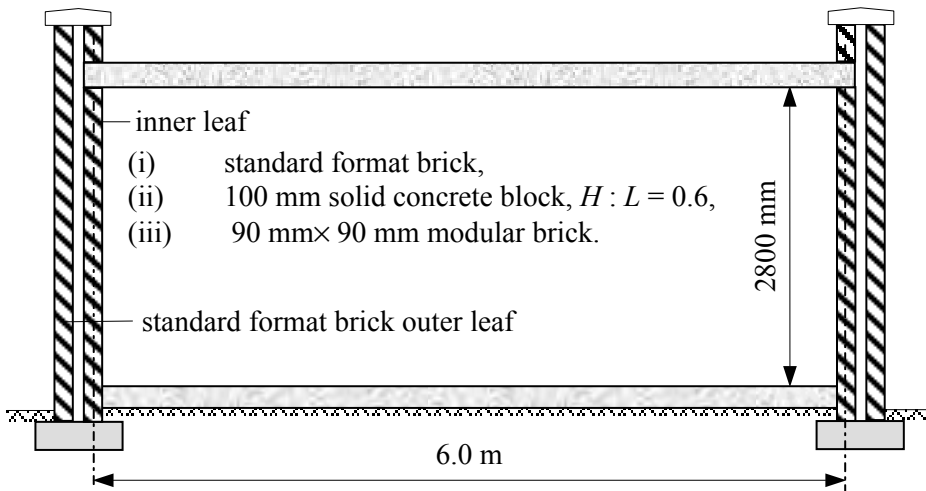 inner leaf
(i) standard format brick,
(ii) 100 mm solid concrete block, H : L = 0.6,
(iii) 90 mm× 90 mm modular brick.
2800 mm
standard format brick outer leaf
6.0 m